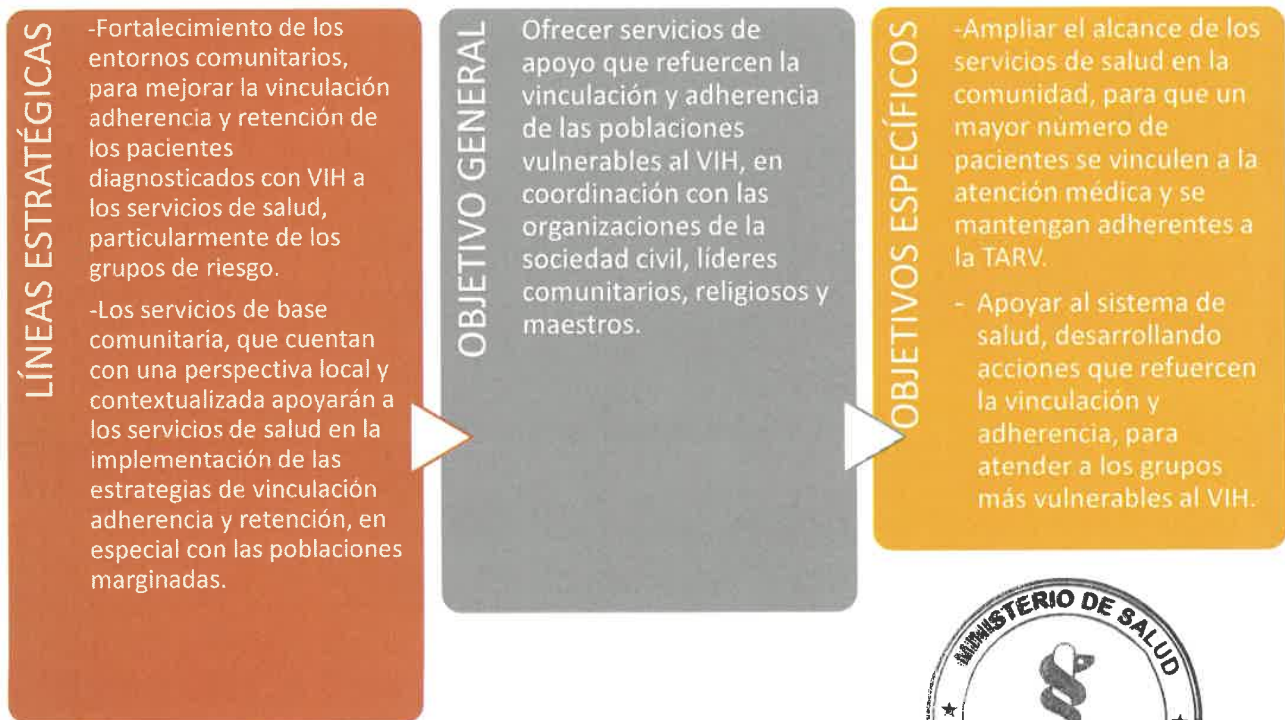 LÍNEAS ESTRATÉGICAS
-Fortalecimiento de los
entornos comunitarios,
para mejorar la vinculación
adherencia y retención de
los pacientes
diagnosticados con VIH a
los servicios de salud,
particularmente de los
grupos de riesgo.
-Los servicios de base
comunitaria, que cuentan
con una perspectiva local y
contextualizada apoyarán a
los servicios de salud en la
implementación de las
estrategias de vinculación
adherencia y retención, en
especial con las poblaciones
marginadas.
OBJETIVO GENERAL
Ofrecer servicios de
apoyo que refuercen la
vinculación y adherencia
de las poblaciones
vulnerables al VIH, en
coordinación con las
organizaciones de la
sociedad civil, líderes
comunitarios, religiosos y
maestros.
OBJETIVOS ESPECÍFICOS
-Ampliar el alcance de los
servicios de salud en la
comunidad, para que un
mayor número de
pacientes se vinculen a la
atención médica y se
mantengan adherentes a
la TARV.
- Apoyar al sistema de
salud, desarrollando
acciones que refuercen
la vinculación y
adherencia, para
atender a los grupos
más vulnerables al VIH.
MINISTERIO DE SALUD